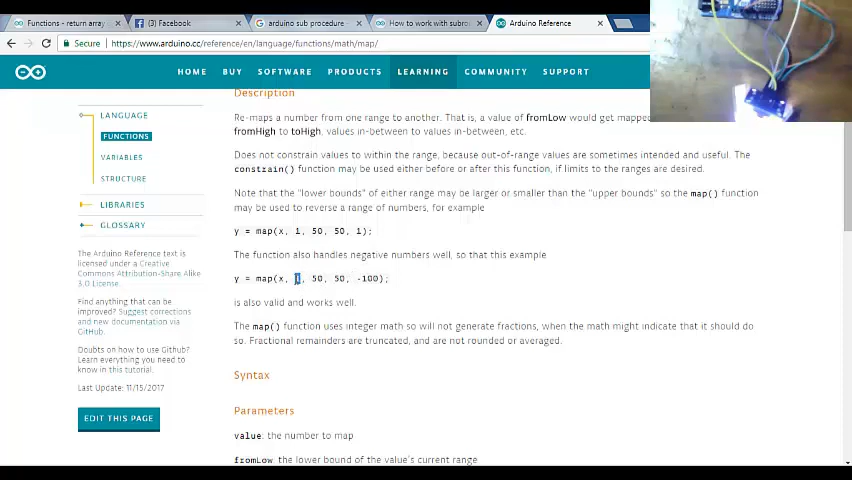 Functions - return array
(3) Facebook
arduino sub procedure -
How to work with subro
Arduino Reference
Secure https://www.arduino.cc/reference/en/language/functions/math/map/
HOME BUY SOFTWARE PRODUCTS LEARNING COMMUNITY SUPPORT
LANGUAGE
FUNCTIONS
VARIABLES
STRUCTURE
LIBRARIES
GLOSSARY
The Arduino Reference text is
licensed under a Creative
Commons Attribution-Share Alike
3.0 License.
Find anything that can be
improved? Suggest corrections
and new documentation via
GitHub.
Doubts on how to use Github?
Learn everything you need to
know in this tutorial.
Last Update: 11/15/2017
EDIT THIS PAGE
Description
Re-maps a number from one range to another. That is, a value of fromLow would get mapped
fromHigh to toHigh, values in-between to values in-between, etc.
Does not constrain values to within the range, because out-of-range values are sometimes intended and useful. The
constrain() function may be used either before or after this function, if limits to the ranges are desired.
Note that the "lower bounds" of either range may be larger or smaller than the "upper bounds" so the map() function
may be used to reverse a range of numbers, for example
y = map(x, 1, 50, 50, 1);
The function also handles negative numbers well, so that this example
y = map(x, 1, 50, 50, -100);
is also valid and works well.
The map() function uses integer math so will not generate fractions, when the math might indicate that it should do
so. Fractional remainders are truncated, and are not rounded or averaged.
Syntax
Parameters
value: the number to map
fromLow the lower bound of the value's current range